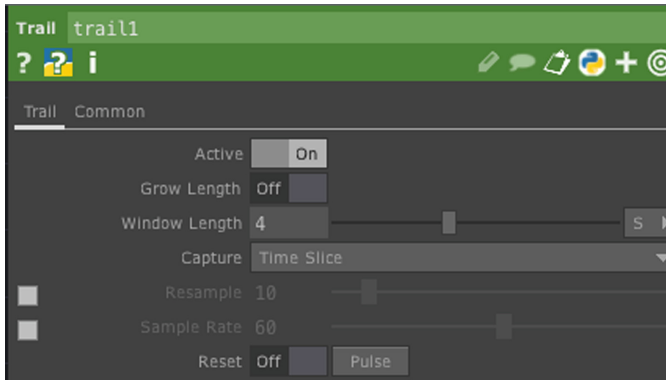 Trail trail1
? ? i
Trail Common
Active On
Grow Length Off
Window Length 4 S
Capture Time Slice
Resample 10
Sample Rate 60
Reset Off Pulse